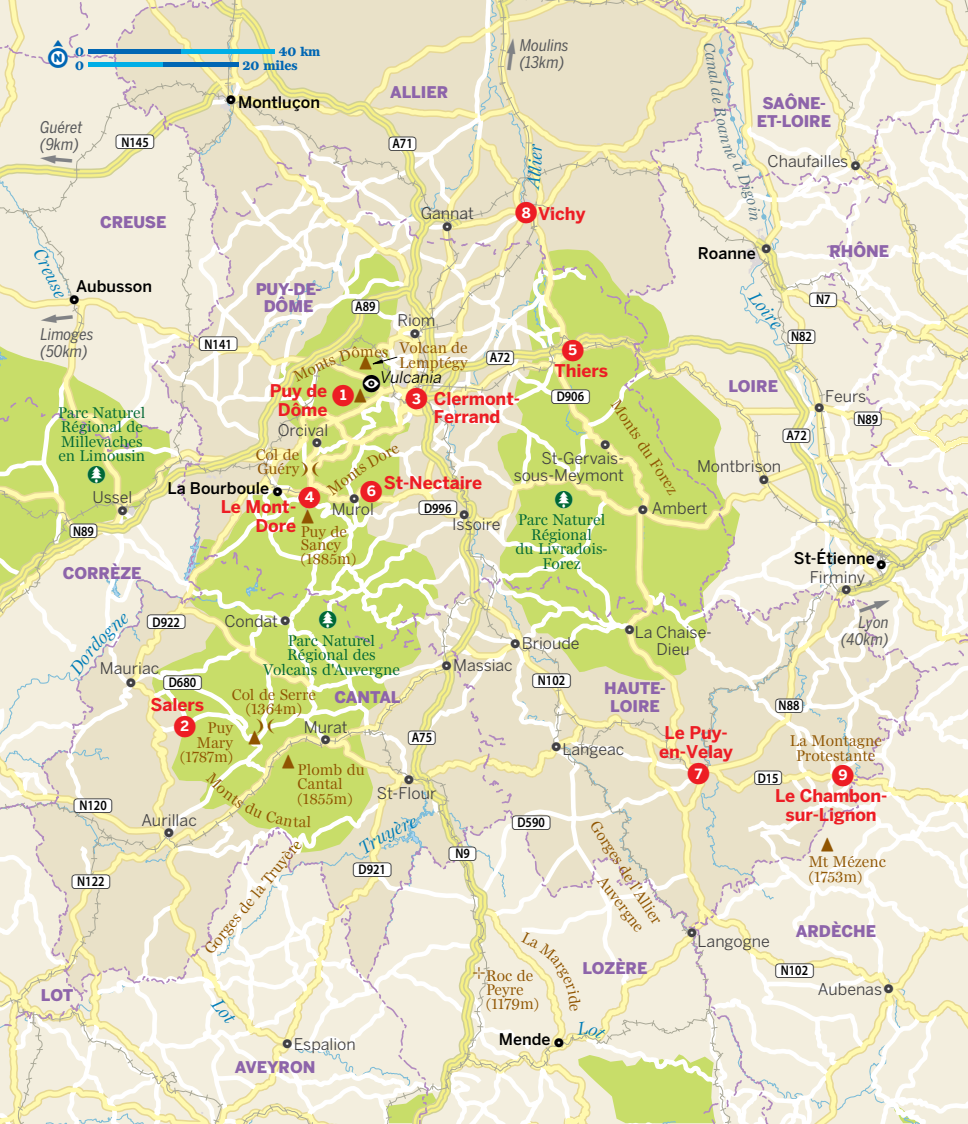 0 40 km
N
0 20 miles
Moulins
(13km)
ALLIER
Montluçon
Guéret
(9km)
N145
A71
Canal de Roanne à Digoin
SAÔNE-
ET-LOIRE
Chaufailles
Allier
CREUSE
Gannat
8 Vichy
Roanne
RHÔNE
Creuse
Aubusson
Limoges
(50km)
PUY-DE-
DÔME
A89
Loire
N7
N82
N141
Riom
Monts Dômes
Volcan de
Lemptégy
Vulcania
A72
5
Thiers
LOIRE
Puy de
Dôme
1
3
Clermont-
Ferrand
D906
Feurs
N89
A72
Parc Naturel
Régional de
Millevaches
en Limousin
Orcival
Col de
Guéry
Monts Dore
Monts du Forez
St-Gervais-
sous-Meymont
Montbrison
Ussel
La Bourboule
Le Mont-
Dore
4
Murol
6
St-Nectaire
D996
Issoire
Puy de
Sancy
(1885m)
Parc Naturel
Régional
du Livradois-
Forez
Ambert
N89
CORRÈZE
St-Étienne
Firminy
Lyon
(40km)
Dordogne
D922
Condat
Parc Naturel
Régional des
Volcans d'Auvergne
Brioude
La Chaise-
Dieu
Mauriac
Massiac
D680
Salers
2
Col de Serre
(1364m)
CANTAL
N102
HAUTE-
LOIRE
N88
Puy
Mary
(1787m)
Murat
A75
Langeac
Le Puy-
en-Velay
7
La Montagne
Protestante
9
D15
Le Chambon-
sur-Lignon
Plomb du
Cantal
(1855m)
Monts du Cantal
St-Flour
N120
Aurillac
Truyère
D590
Mt Mézenc
(1753m)
N9
D921
N122
Gorges de la Truyère
Gorges de l'Allier
Auvergne
ARDÈCHE
Langogne
La Margeride
LOZÈRE
N102
Aubenas
LOT
Roc de
Peyre
(1179m)
Lot
Mende
Lot
Espalion
AVEYRON